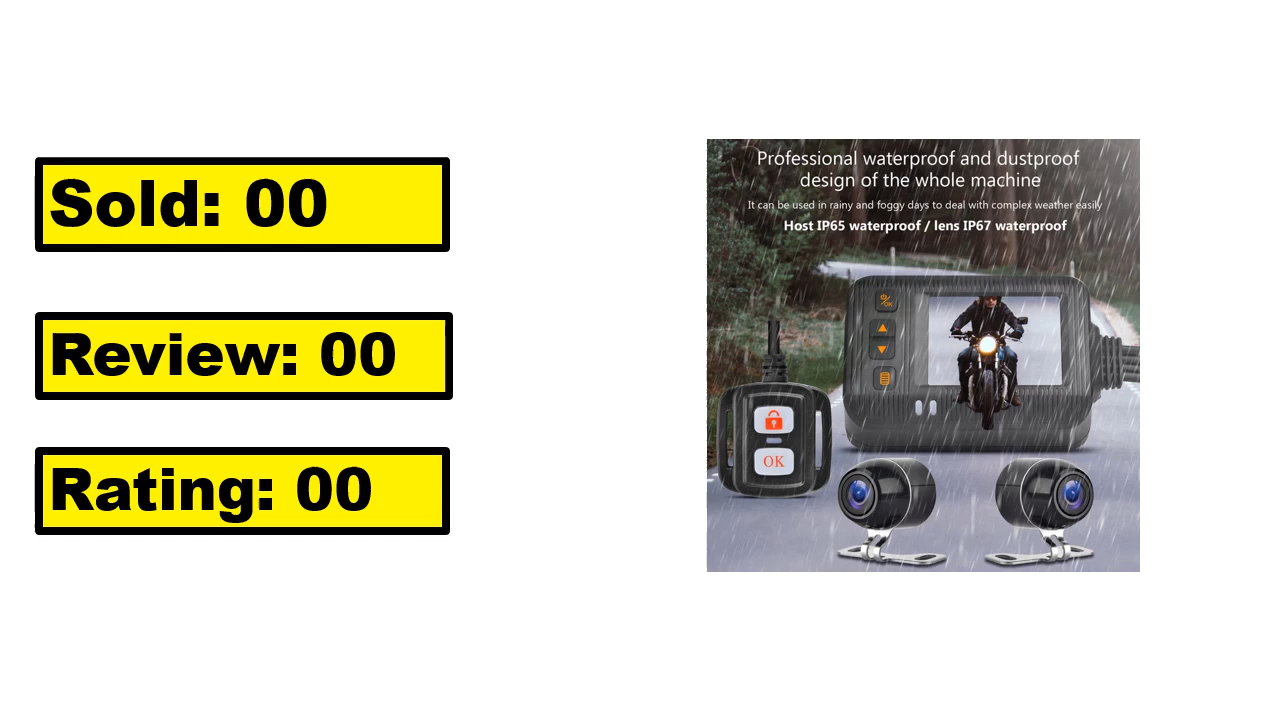 Sold: 00
Review: 00
Rating: 00
Professional waterproof and dustproof
design of the whole machine
It can be used in rainy and foggy days to deal with complex weather easily
Host IP65 waterproof / lens IP67 waterproof
OK
OK